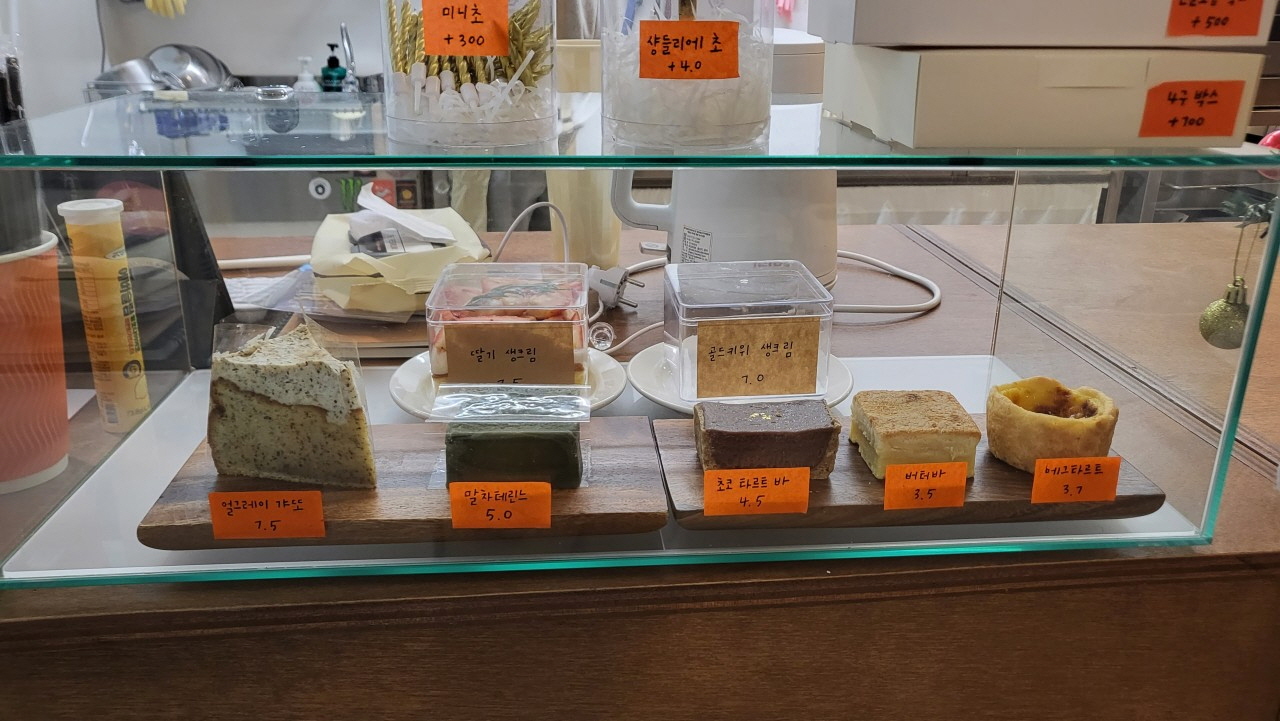 미니초
+300
샹들리에 초
+4.0
+500
4구 박스
+700
딸기 생크림
골드키위 생크림
7.0
얼그레이 갸또
7.5
말차테린느
5.0
초코 타르트 바
4.5
버터바
3.5
에그타르트
3.7